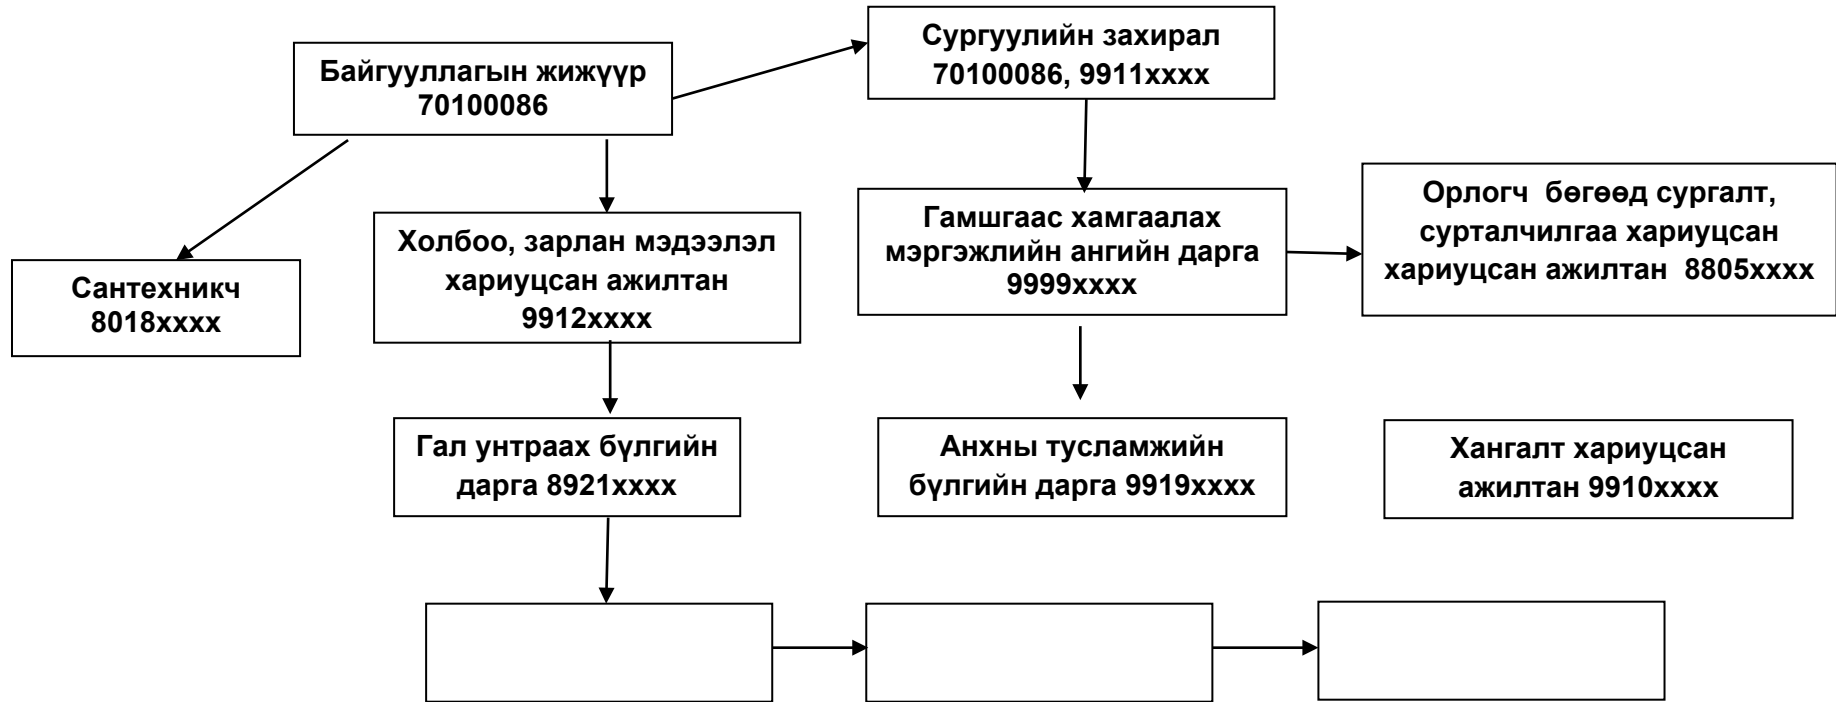 Байгууллагын жижүүр
70100086
Сургуулийн захирал
70100086, 9911xxxx
Сантехникч
8018xxxx
Холбоо, зарлан мэдээлэл
хариуцсан ажилтан
9912xxxx
Гамшгаас хамгаалах
мэргэжлийн ангийн дарга
9999xxxx
Орлогч бөгөөд сургалт,
сурталчилгаа хариуцсан
хариуцсан ажилтан 8805xxxx
Гал унтраах бүлгийн
дарга 8921xxxx
Анхны тусламжийн
бүлгийн дарга 9919xxxx
Хангалт хариуцсан
ажилтан 9910xxxx